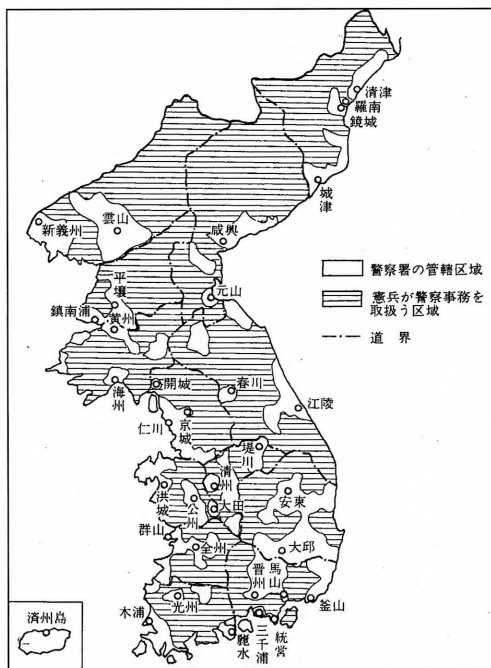 清津
羅南
鏡城
城津
雲山
新義州
咸興
平壌
元山
鎮南浦
黄州
警察署の管轄区域
憲兵が警察事務を
取扱う区域
道界
海州
開城
春川
江陵
仁川
京城
堤川
清州
洪城
公州
大田
安東
群山
全州
大邱
晋州
馬山
光州
釜山
木浦
麗水
三千浦
統営
済州島